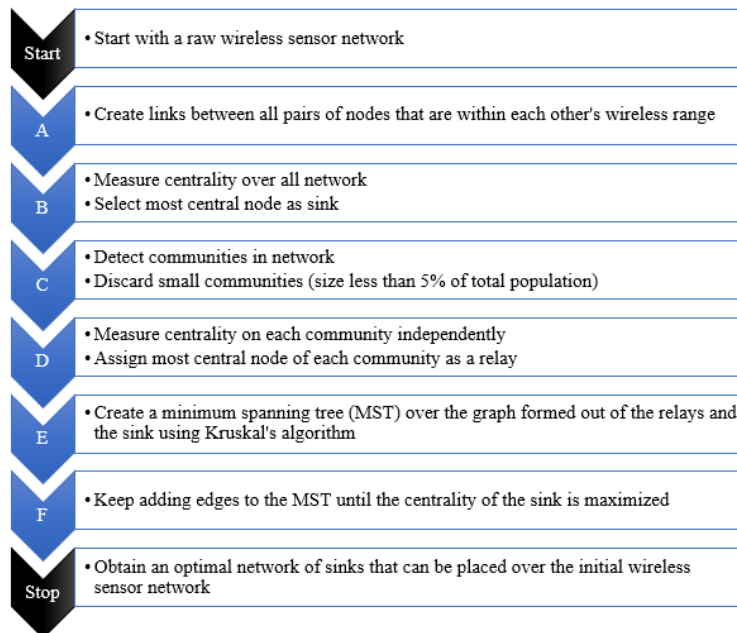 Start
• Start with a raw wireless sensor network
A
• Create links between all pairs of nodes that are within each other's wireless range
B
• Measure centrality over all network
• Select most central node as sink
C
• Detect communities in network
• Discard small communities (size less than 5% of total population)
D
• Measure centrality on each community independently
• Assign most central node of each community as a relay
E
• Create a minimum spanning tree (MST) over the graph formed out of the relays and
the sink using Kruskal's algorithm
F
• Keep adding edges to the MST until the centrality of the sink is maximized
Stop
• Obtain an optimal network of sinks that can be placed over the initial wireless
sensor network